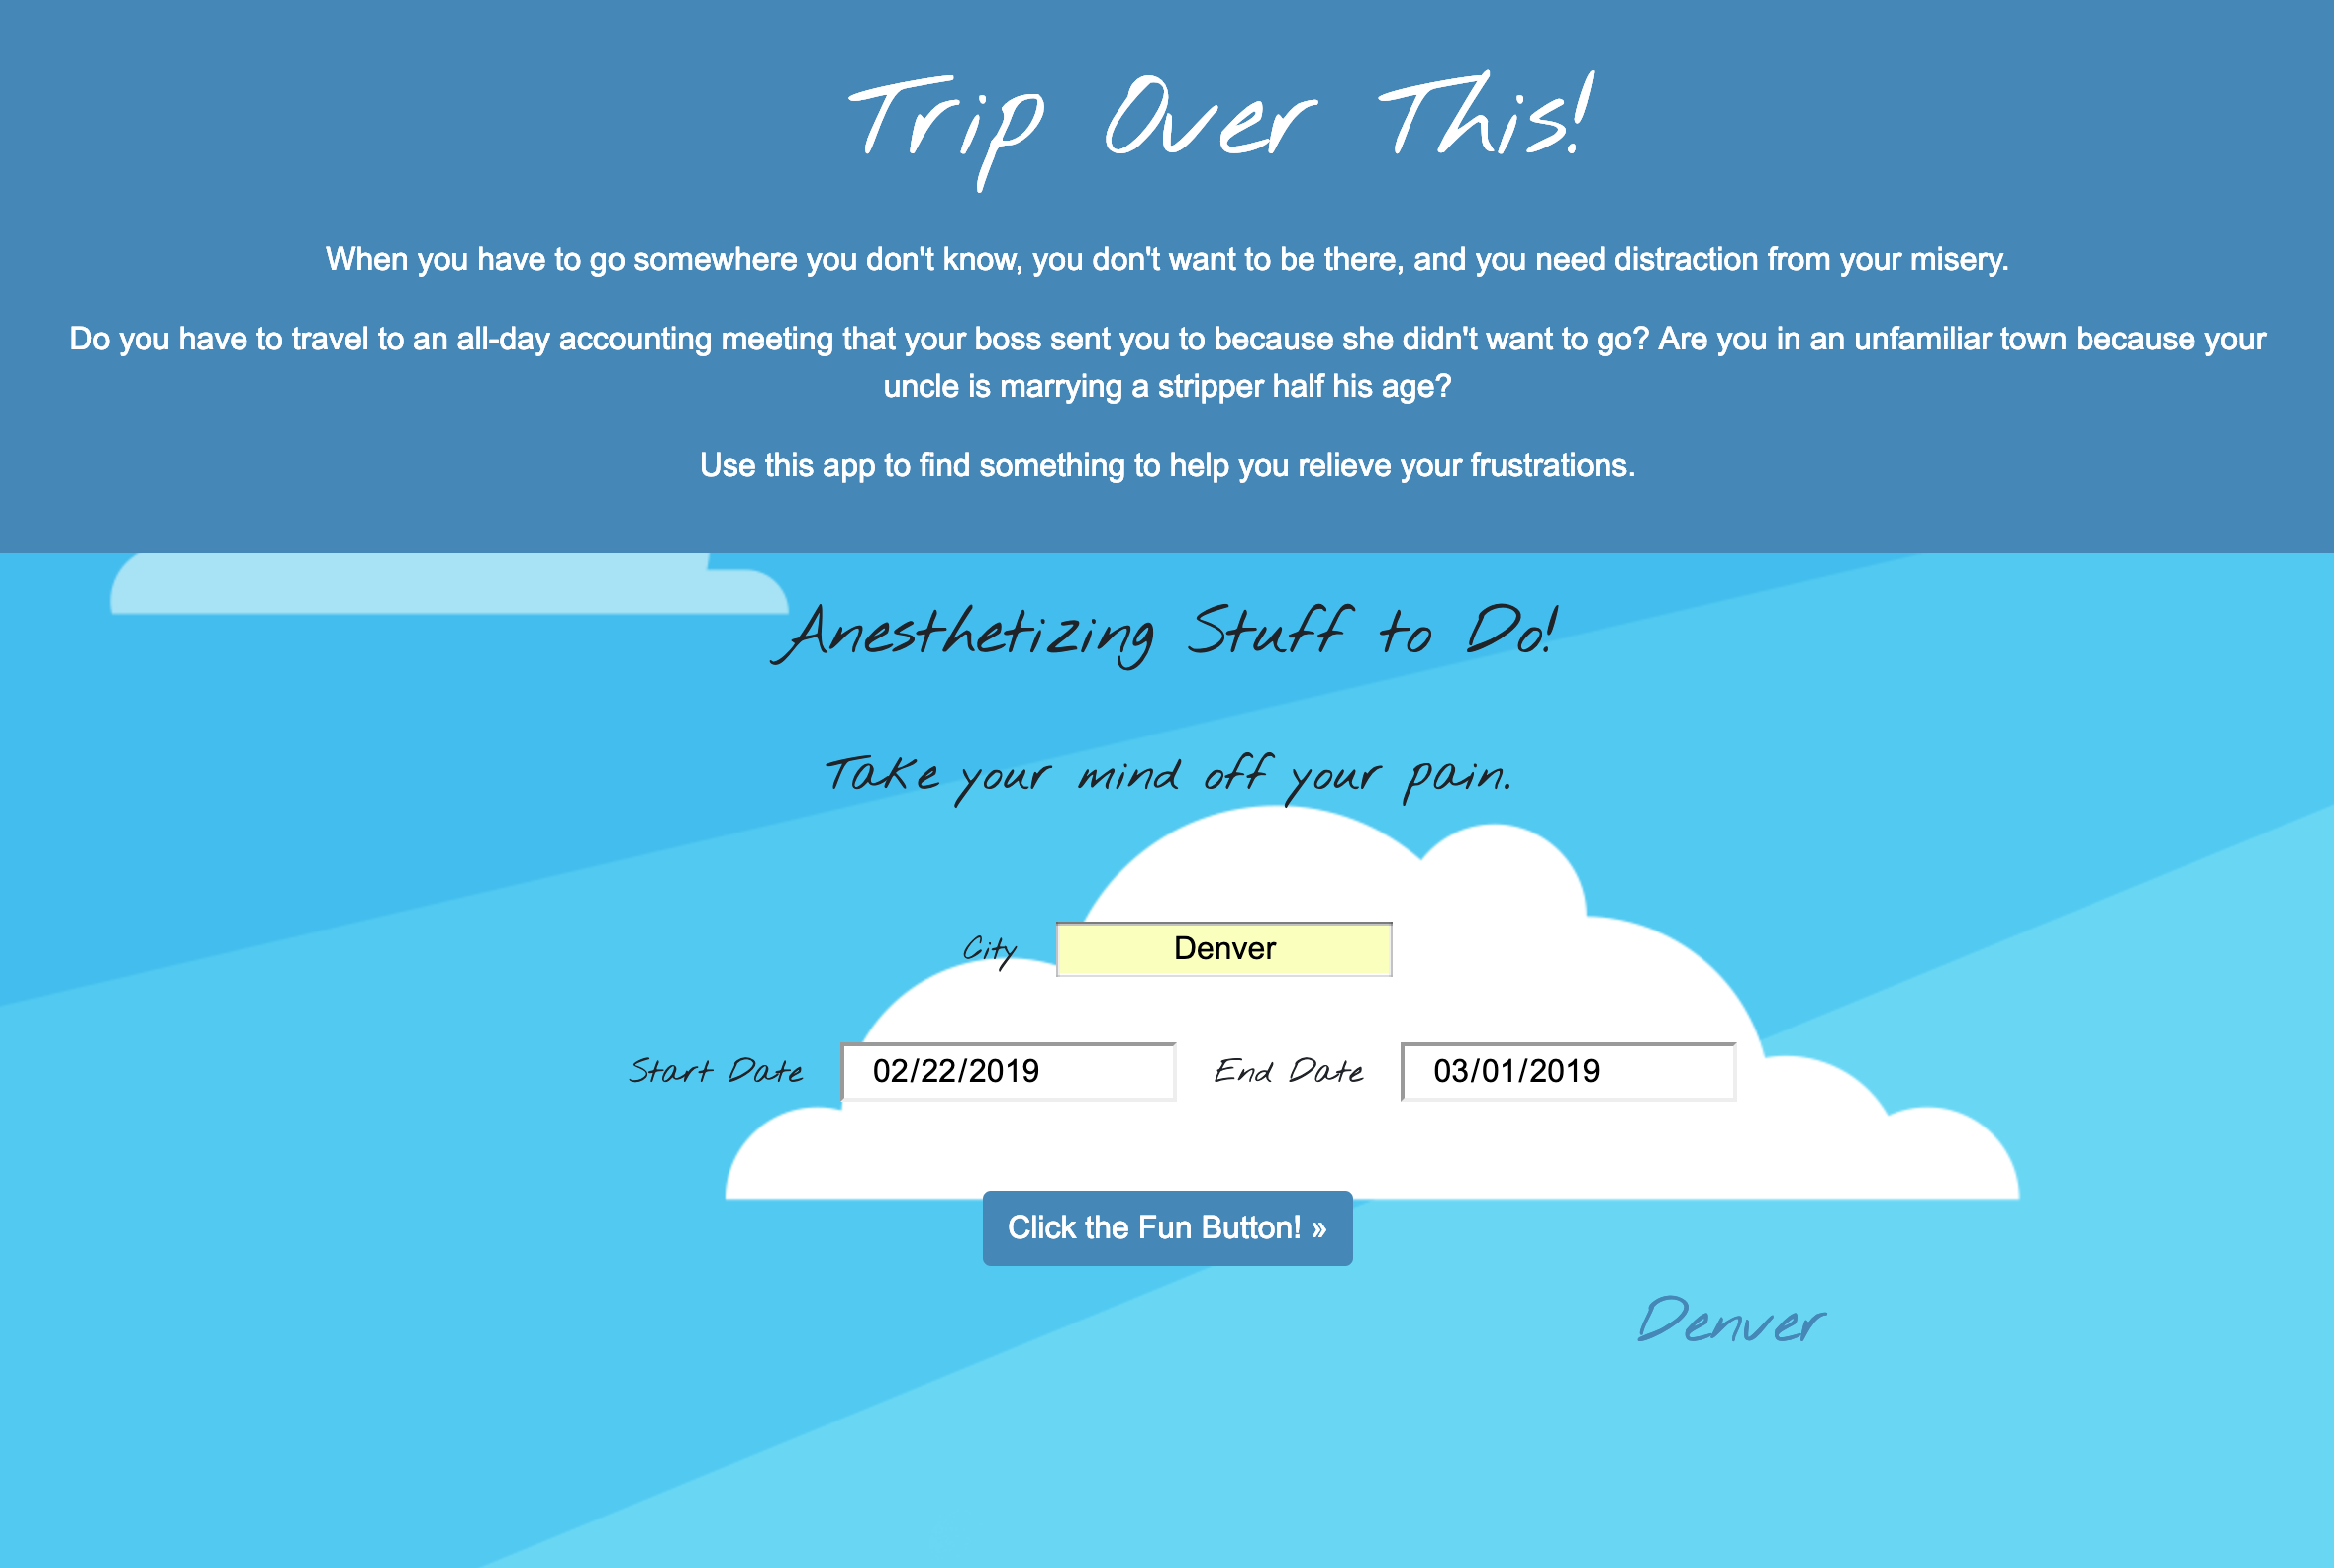 Trip Over This!
When you have to go somewhere you don't know, you don't want to be there, and you need distraction from your misery.
Do you have to travel to an all-day accounting meeting that your boss sent you to because she didn't want to go? Are you in an unfamiliar town because your
uncle is marrying a stripper half his age?
Use this app to find something to help you relieve your frustrations.
Anesthetizing Stuff to Do!
Take your mind off your pain.
City Denver
Start Date 02/22/2019 End Date 03/01/2019
Click the Fun Button! »
Denver